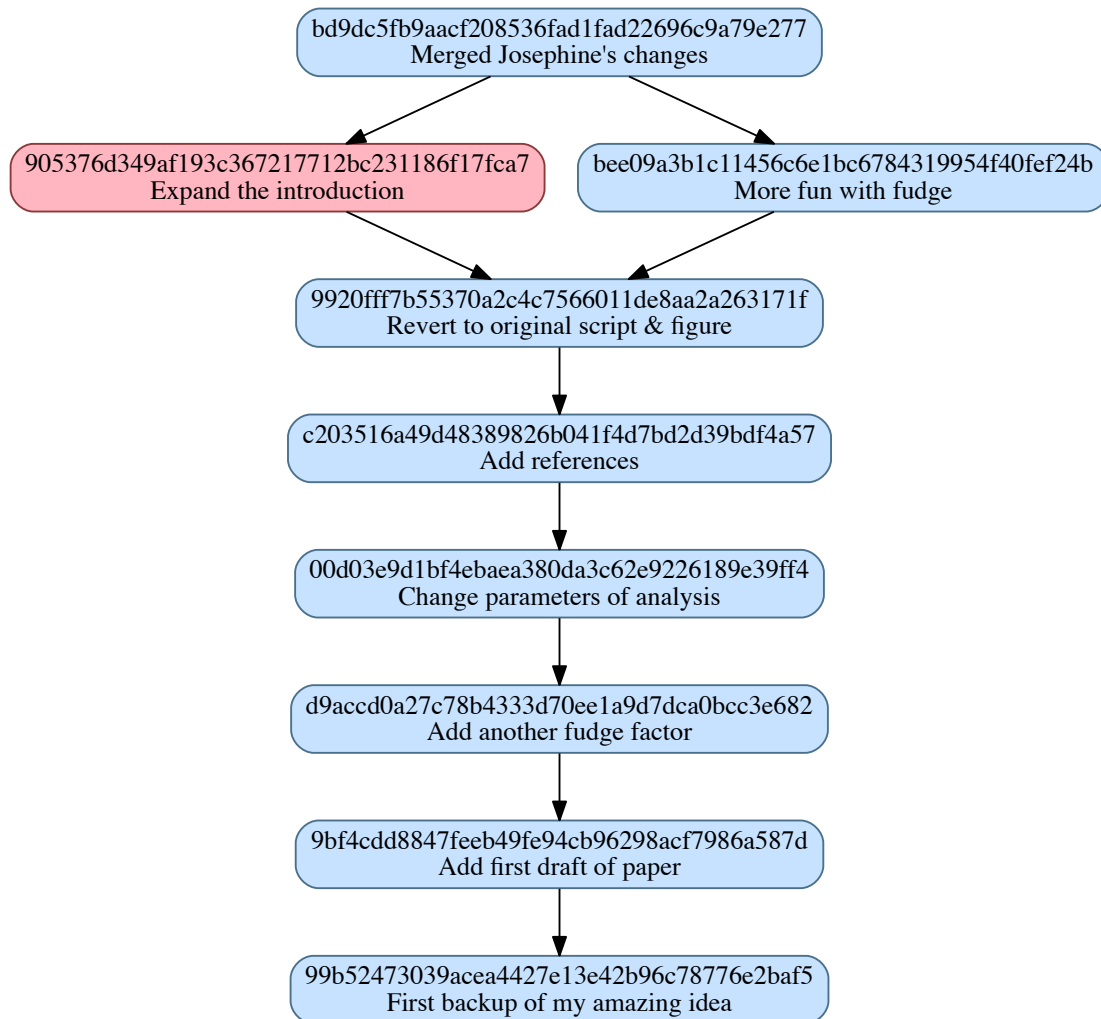 bd9dc5fb9aacf208536fad1fad22696c9a79e277
Merged Josephine's changes
905376d349af193c367217712bc231186f17fca7
Expand the introduction
bee09a3b1c11456c6e1bc6784319954f40fef24b
More fun with fudge
9920fff7b55370a2c4c7566011de8aa2a263171f
Revert to original script & figure
c203516a49d48389826b041f4d7bd2d39bdf4a57
Add references
00d03e9d1bf4ebaea380da3c62e9226189e39ff4
Change parameters of analysis
d9accd0a27c78b4333d70ee1a9d7dca0bcc3e682
Add another fudge factor
9bf4cdd8847feeb49fe94cb96298acf7986a587d
Add first draft of paper
99b52473039acea4427e13e42b96c78776e2baf5
First backup of my amazing idea